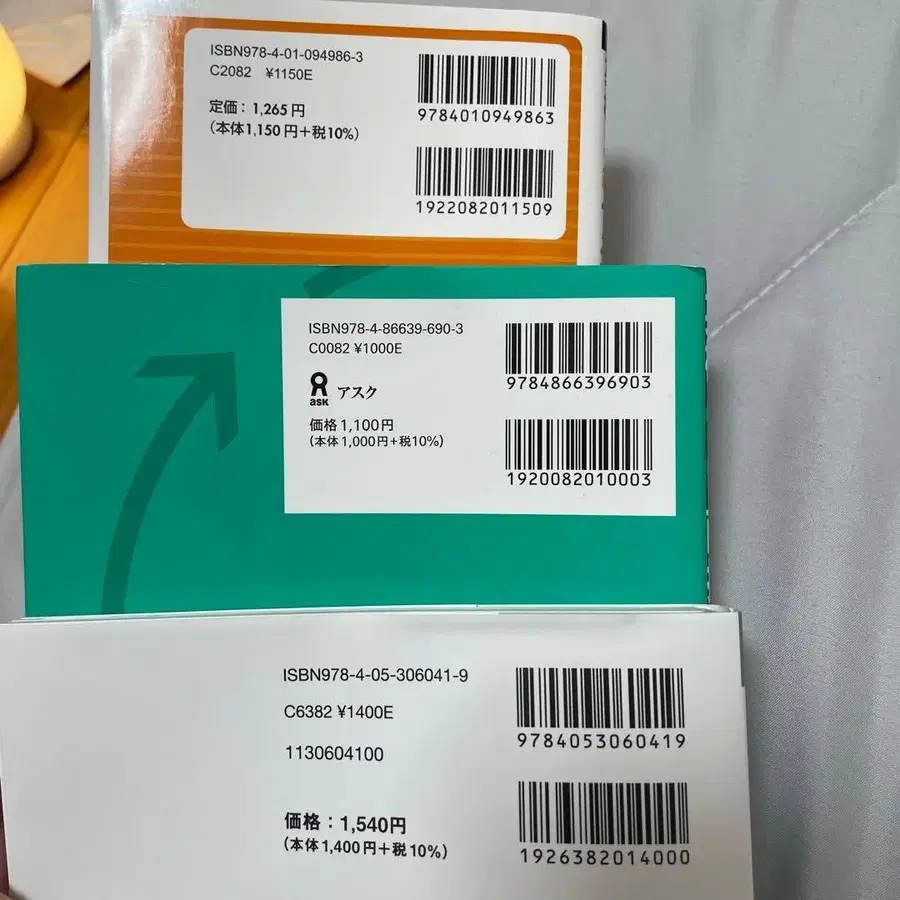 ISBN978-4-01-094986-3
C2082 ¥1150E
定価：1,265円
（本体1,150円＋税10%）
9784010949863
1922082011509
ISBN978-4-86639-690-3
C0082 ¥1000E
ASK アスク
価格1,100円
（本体1,000円＋税10%）
9784866396903
1920082010003
ISBN978-4-05-306041-9
C6382 ¥1400E
1130604100
価格：1,540円
（本体1,400円＋税10%）
9784053060419
1926382014000